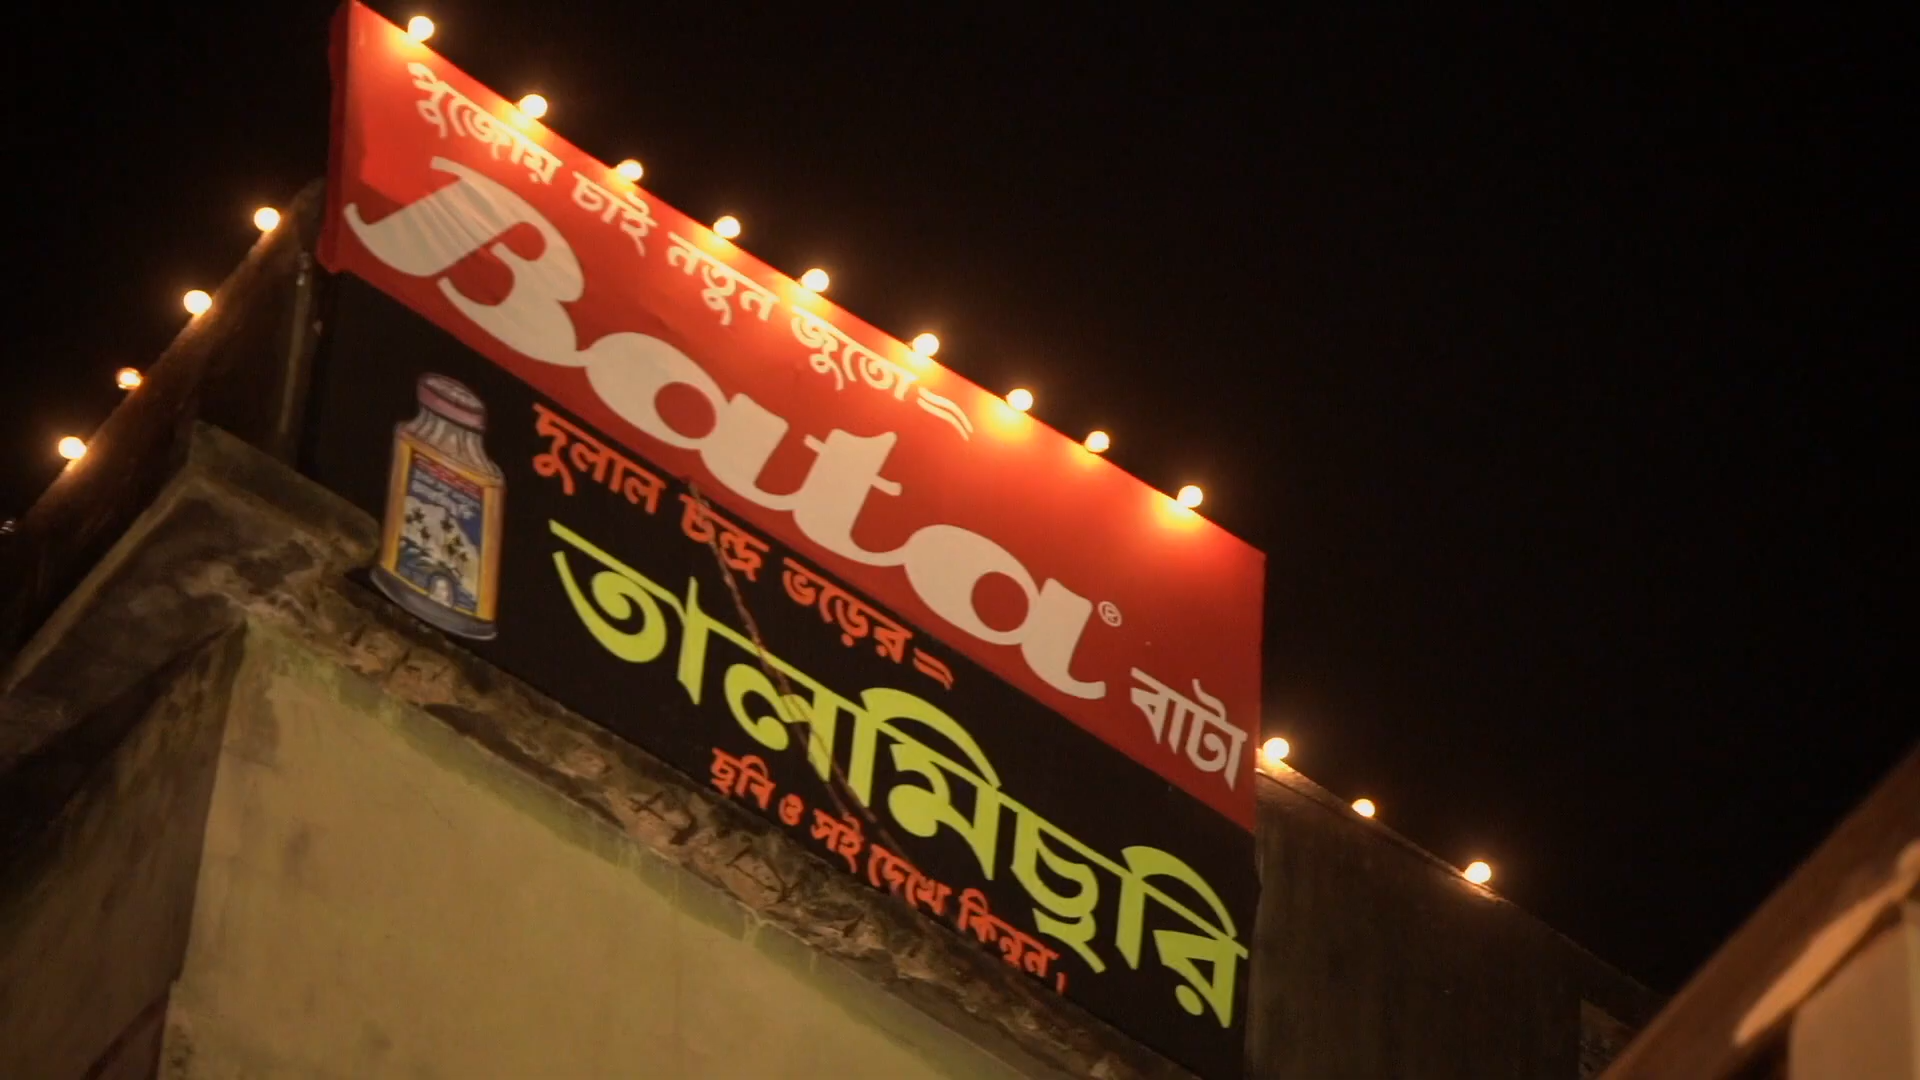 পুজোয় চাই নতুন জুতো
Bata® বাটা
দুলাল চন্দ্র ভড়ের
তালমিছরি
ছবি ও সই দেখে কিনুন।